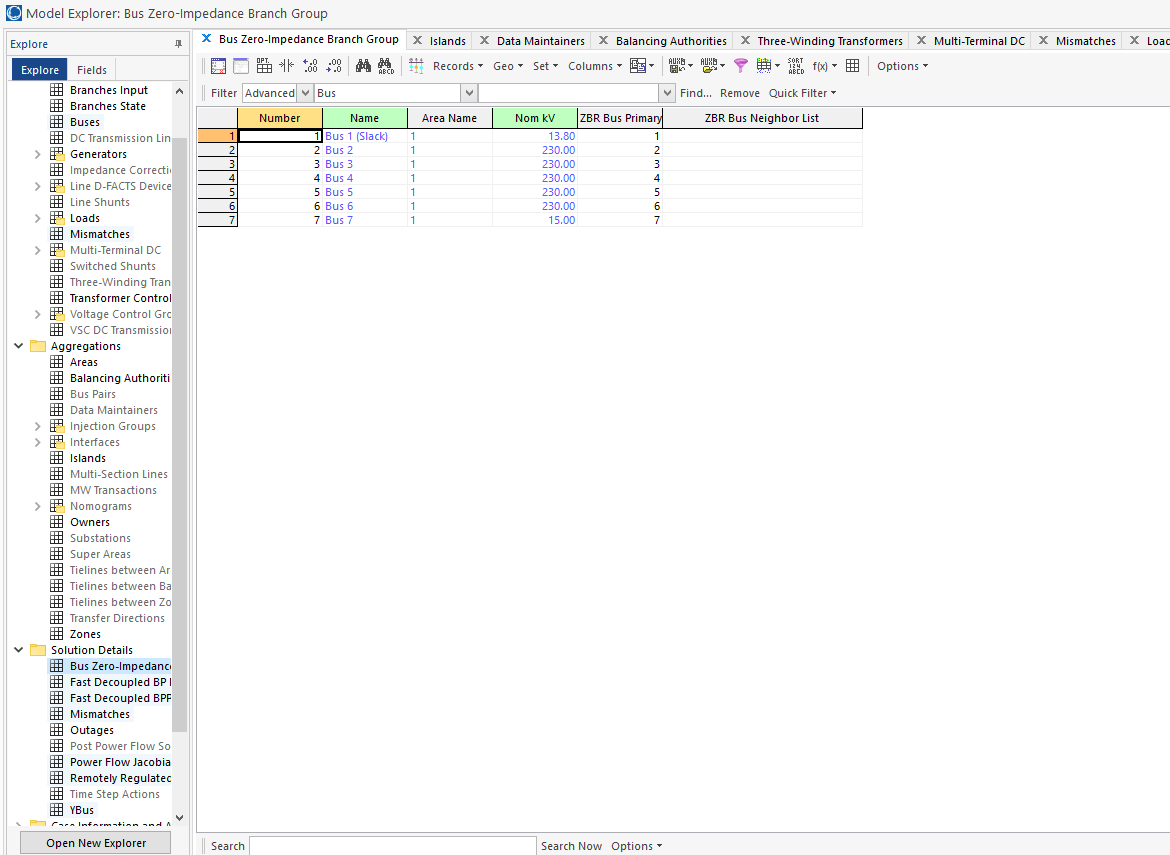 Model Explorer: Bus Zero-Impedance Branch Group
Explore
Explore Fields
Branches Input
Branches State
Buses
DC Transmission Lin
Generators
Impedance Correcti
Line D-FACTS Device
Line Shunts
Loads
Mismatches
Multi-Terminal DC
Switched Shunts
Three-Winding Tran
Transformer Control
Voltage Control Gro
VSC DC Transmission
Aggregations
Areas
Balancing Authoriti
Bus Pairs
Data Maintainers
Injection Groups
Interfaces
Islands
Multi-Section Lines
MW Transactions
Nomograms
Owners
Substations
Super Areas
Tielines between Ar
Tielines between Ba
Tielines between Zo
Transfer Directions
Zones
Solution Details
Bus Zero-Impedance
Fast Decoupled BP
Fast Decoupled BPP
Mismatches
Outages
Post Power Flow So
Power Flow Jacobia
Remotely Regulated
Time Step Actions
YBus
Case Information and A
Open New Explorer
Bus Zero-Impedance Branch Group Islands Data Maintainers Balancing Authorities Three-Winding Transformers Multi-Terminal DC Mismatches Loads
Records Geo Set Columns f(x) Options
Filter Advanced Bus Find... Remove Quick Filter
Number Name Area Name Nom kV ZBR Bus Primary ZBR Bus Neighbor List
1 1 Bus 1 (Slack) 1 13.80 1
2 2 Bus 2 1 230.00 2
3 3 Bus 3 1 230.00 3
4 4 Bus 4 1 230.00 4
5 5 Bus 5 1 230.00 5
6 6 Bus 6 1 230.00 6
7 7 Bus 7 1 15.00 7
Search Search Now Options